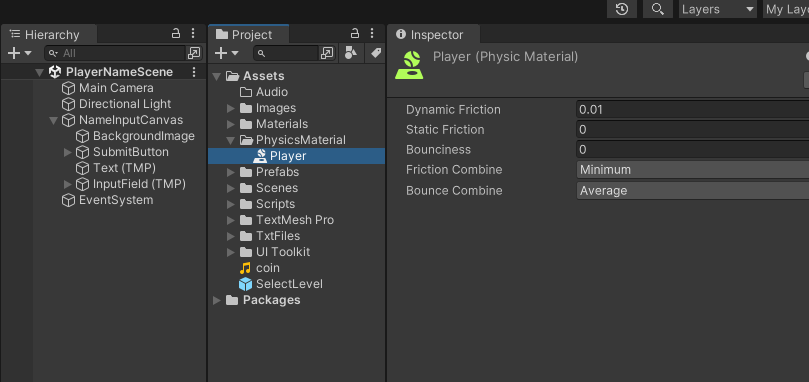 Layers
My Lay
Hierarchy
All
PlayerNameScene
Main Camera
Directional Light
NameInputCanvas
BackgroundImage
SubmitButton
Text (TMP)
InputField (TMP)
EventSystem
Project
Assets
Audio
Images
Materials
PhysicsMaterial
Player
Prefabs
Scenes
Scripts
TextMesh Pro
TxtFiles
UI Toolkit
coin
SelectLevel
Packages
Inspector
Player (Physic Material)
Dynamic Friction 0.01
Static Friction 0
Bounciness 0
Friction Combine Minimum
Bounce Combine Average